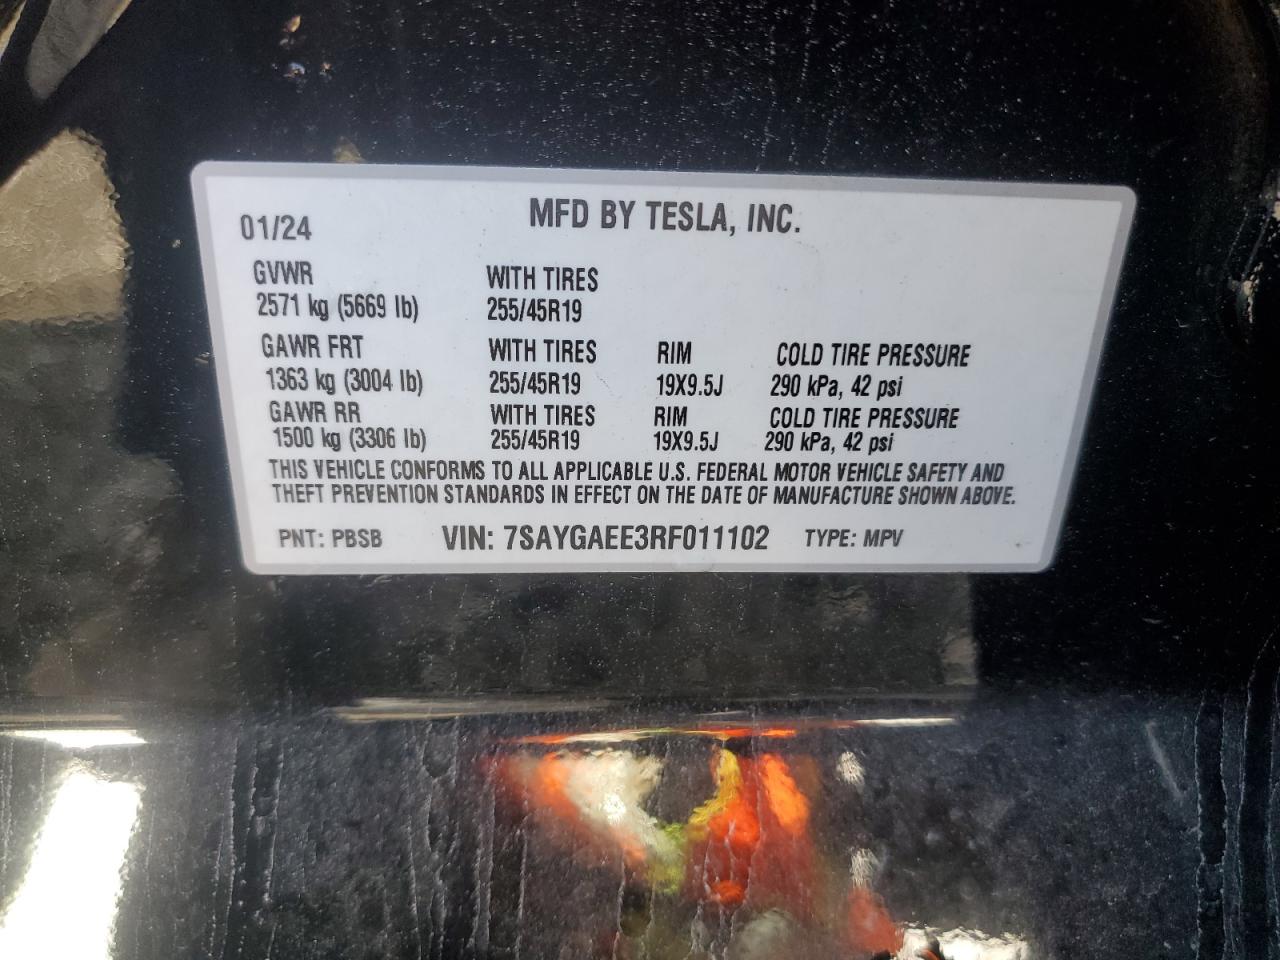 MFD BY TESLA, INC.
01/24
GVWR WITH TIRES
2571 kg (5669 lb) 255/45R19
GAWR FRT WITH TIRES RIM COLD TIRE PRESSURE
1363 kg (3004 lb) 255/45R19 19X9.5J 290 kPa, 42 psi
GAWR RR WITH TIRES RIM COLD TIRE PRESSURE
1500 kg (3306 lb) 255/45R19 19X9.5J 290 kPa, 42 psi
THIS VEHICLE CONFORMS TO ALL APPLICABLE U.S. FEDERAL MOTOR VEHICLE SAFETY AND
THEFT PREVENTION STANDARDS IN EFFECT ON THE DATE OF MANUFACTURE SHOWN ABOVE.
PNT: PBSB VIN: 7SAYGAEE3RF011102 TYPE: MPV